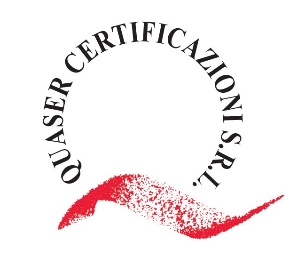 QUASER CERTIFICAZIONI S.R.L.